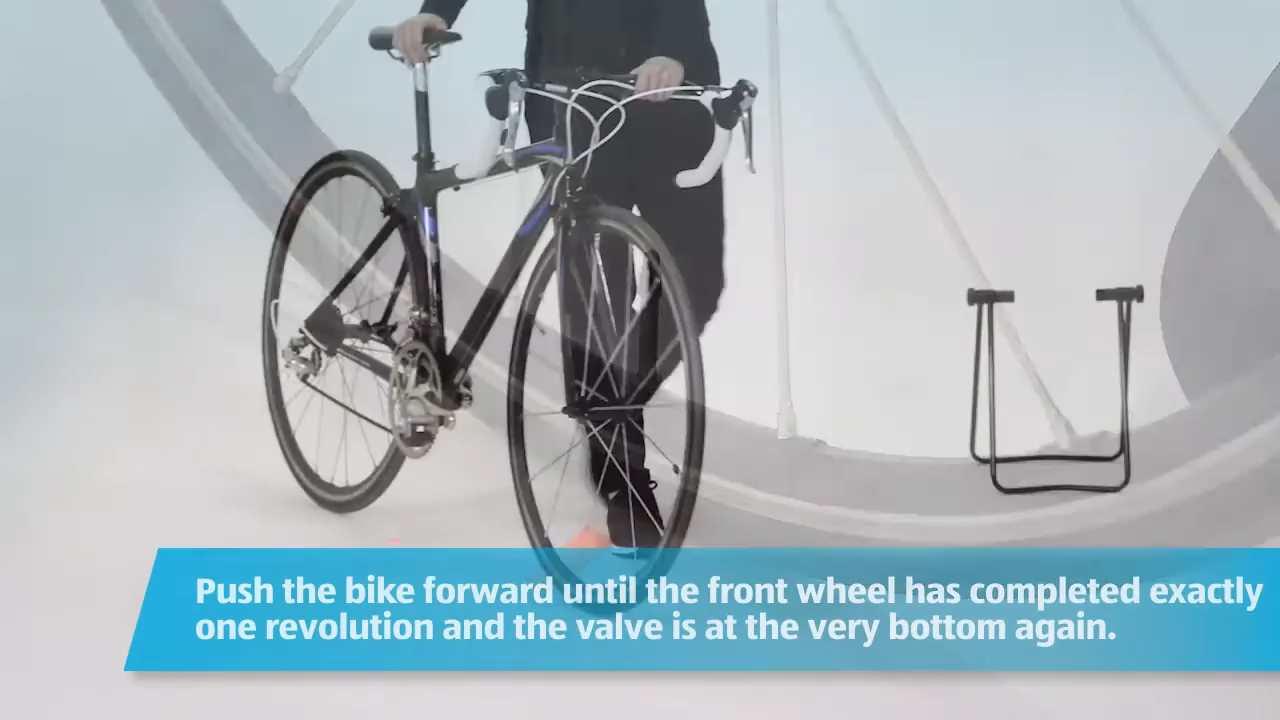 Push the bike forward until the front wheel has completed exactly
one revolution and the valve is at the very bottom again.